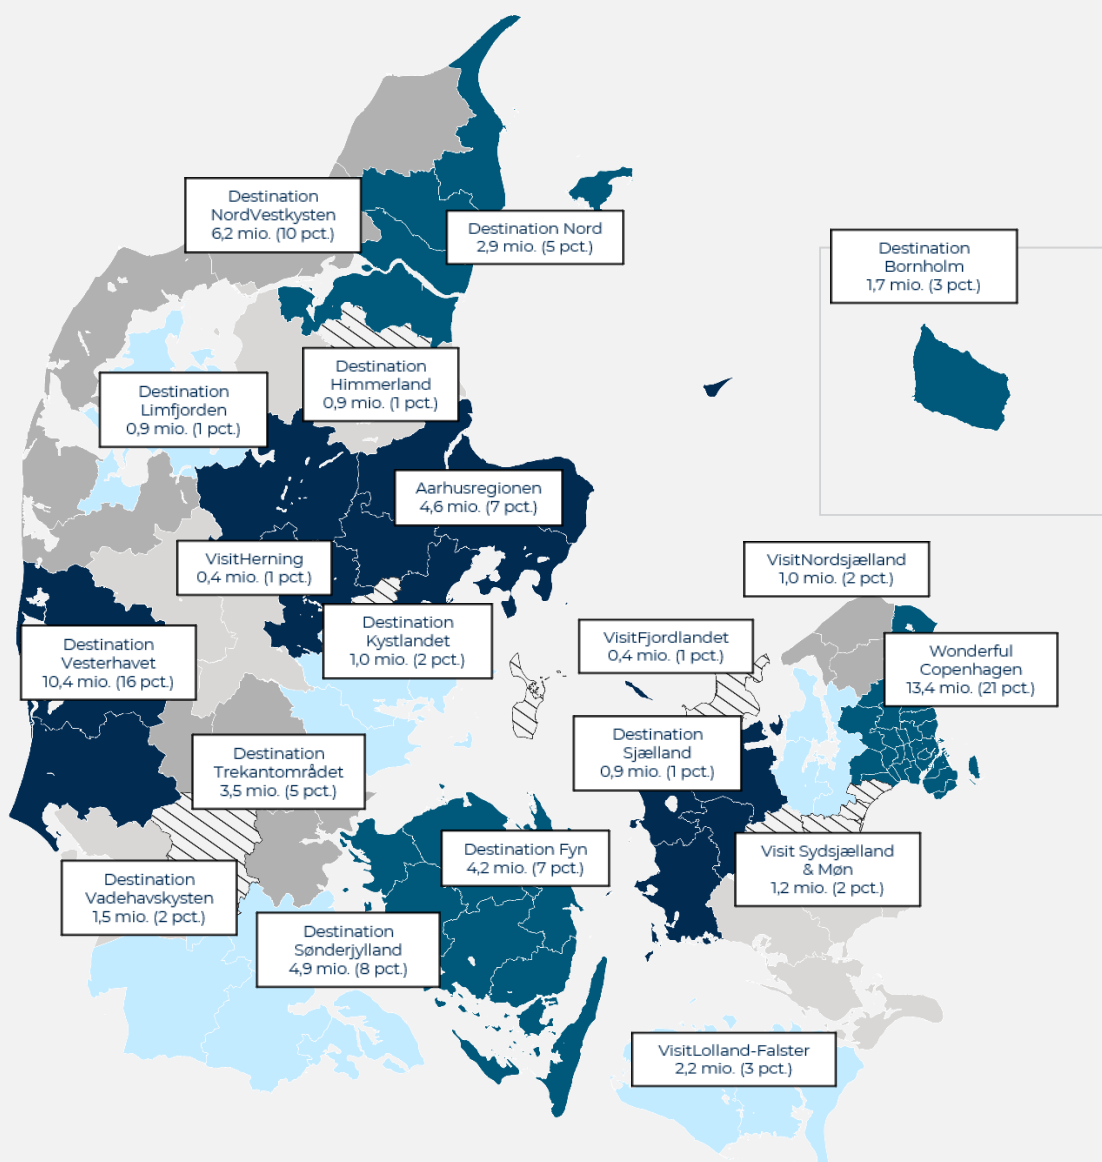 Destination
NordVestkysten
6,2 mio. (10 pct.)
Destination Nord
2,9 mio. (5 pct.)
Destination
Bornholm
1,7 mio. (3 pct.)
Destination
Himmerland
0,9 mio. (1 pct.)
Destination
Limfjorden
0,9 mio. (1 pct.)
Aarhusregionen
4,6 mio. (7 pct.)
VisitHerning
0,4 mio. (1 pct.)
VisitNordsjælland
1,0 mio. (2 pct.)
Destination
Kystlandet
1,0 mio. (2 pct.)
Destination
Vesterhavet
10,4 mio. (16 pct.)
VisitFjordlandet
0,4 mio. (1 pct.)
Wonderful
Copenhagen
13,4 mio. (21 pct.)
Destination
Sjælland
0,9 mio. (1 pct.)
Destination
Trekantområdet
3,5 mio. (5 pct.)
Destination Fyn
4,2 mio. (7 pct.)
Visit Sydsjælland
& Møn
1,2 mio. (2 pct.)
Destination
Vadehavskysten
1,5 mio. (2 pct.)
Destination
Sønderjylland
4,9 mio. (8 pct.)
VisitLolland-Falster
2,2 mio. (3 pct.)